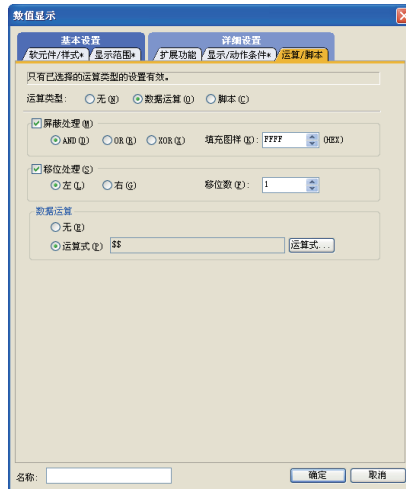 数值显示
基本设置 详细设置
软元件/样式* 显示范围* 扩展功能 显示/动作条件* 运算/脚本
只有已选择的运算类型的设置有效。
运算类型: 无(N) 数据运算(O) 脚本(C)
屏蔽处理(M)
AND(D) OR(R) XOR(X) 填充图样(K): FFFF (HEX)
移位处理(S)
左(L) 右(G) 移位数(F): 1
数据运算
无(E)
运算式(P) $$ 运算式...
名称: 确定 取消